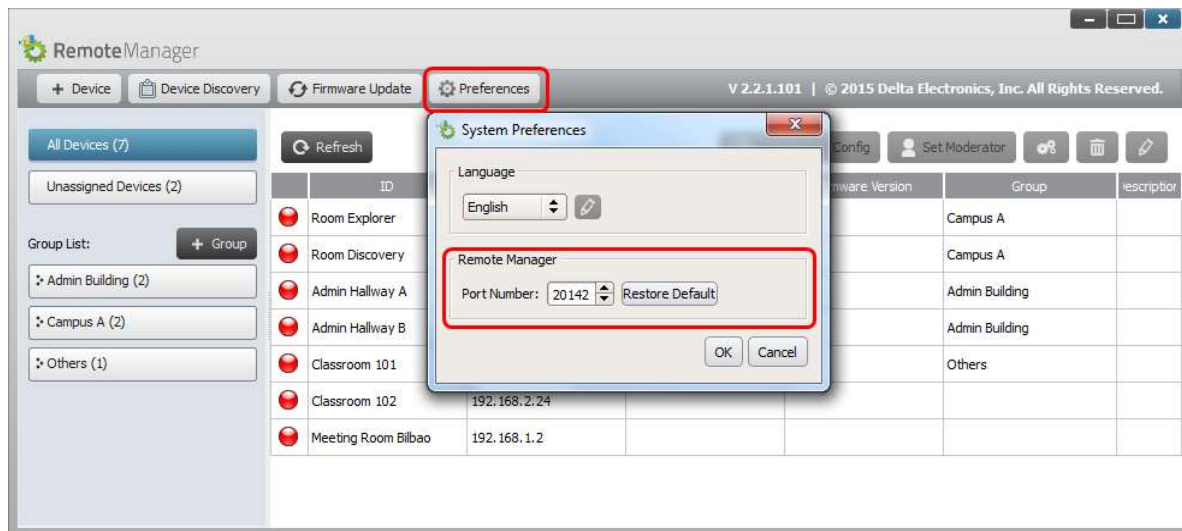 RemoteManager
+ Device Device Discovery Firmware Update Preferences V 2.2.1.101 | © 2015 Delta Electronics, Inc. All Rights Reserved.
All Devices (7)
Unassigned Devices (2)
Group List: + Group
Admin Building (2)
Campus A (2)
Others (1)
Refresh Config Set Moderator
ID Group
Room Explorer Campus A
Room Discovery Campus A
Admin Hallway A Admin Building
Admin Hallway B Admin Building
Classroom 101 Others
Classroom 102 192.168.2.24
Meeting Room Bilbao 192.168.1.2
System Preferences
Language
English
Remote Manager
Port Number: 20142 Restore Default
OK Cancel